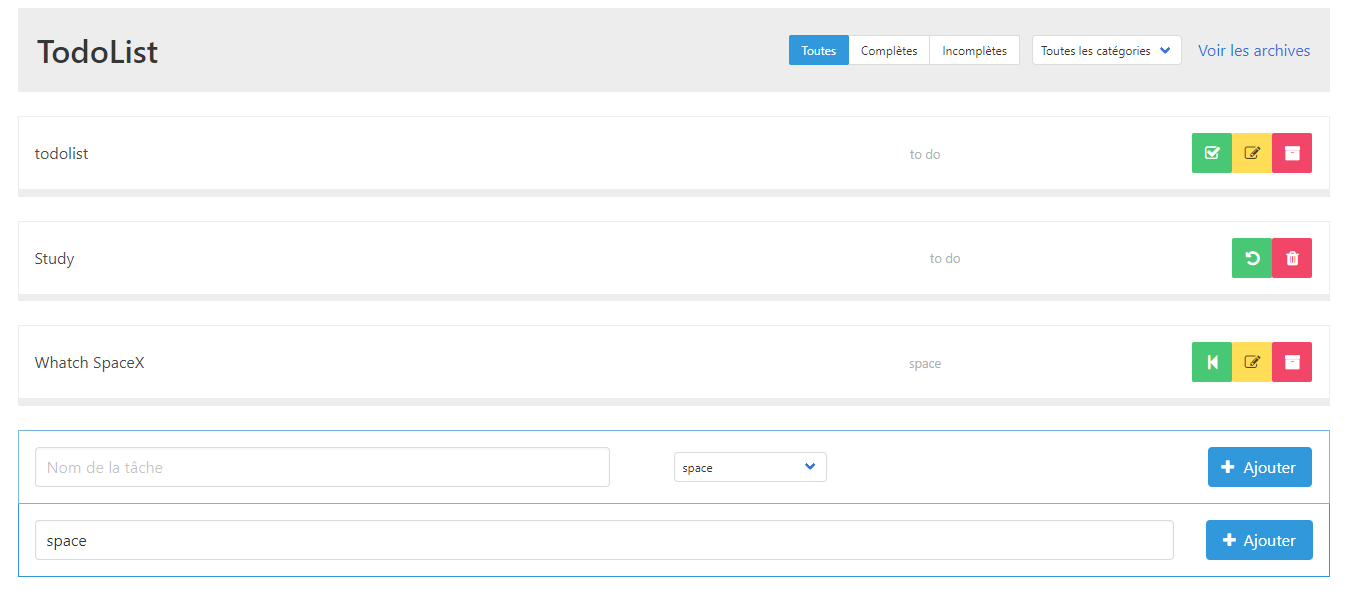 TodoList
Toutes Complètes Incomplètes Toutes les catégories Voir les archives
todolist to do
Study to do
Whatch SpaceX space
Nom de la tâche space Ajouter
space Ajouter